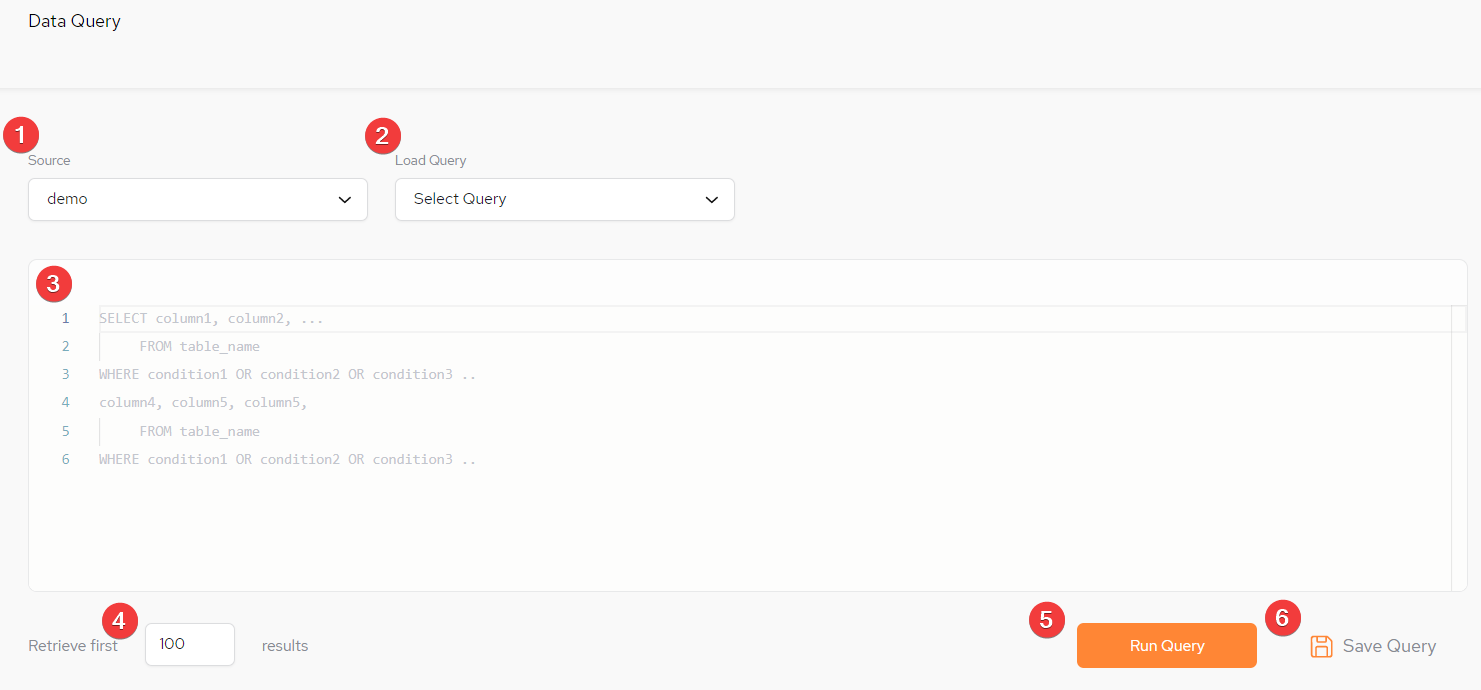 Data Query
1
2
Source
Load Query
demo
Select Query
3
1 SELECT column1, column2, ...
2 FROM table_name
3 WHERE condition1 OR condition2 OR condition3 ..
4 column4, column5, column5,
5 FROM table_name
6 WHERE condition1 OR condition2 OR condition3 ..
4
5
6
Retrieve first 100 results
Run Query
Save Query